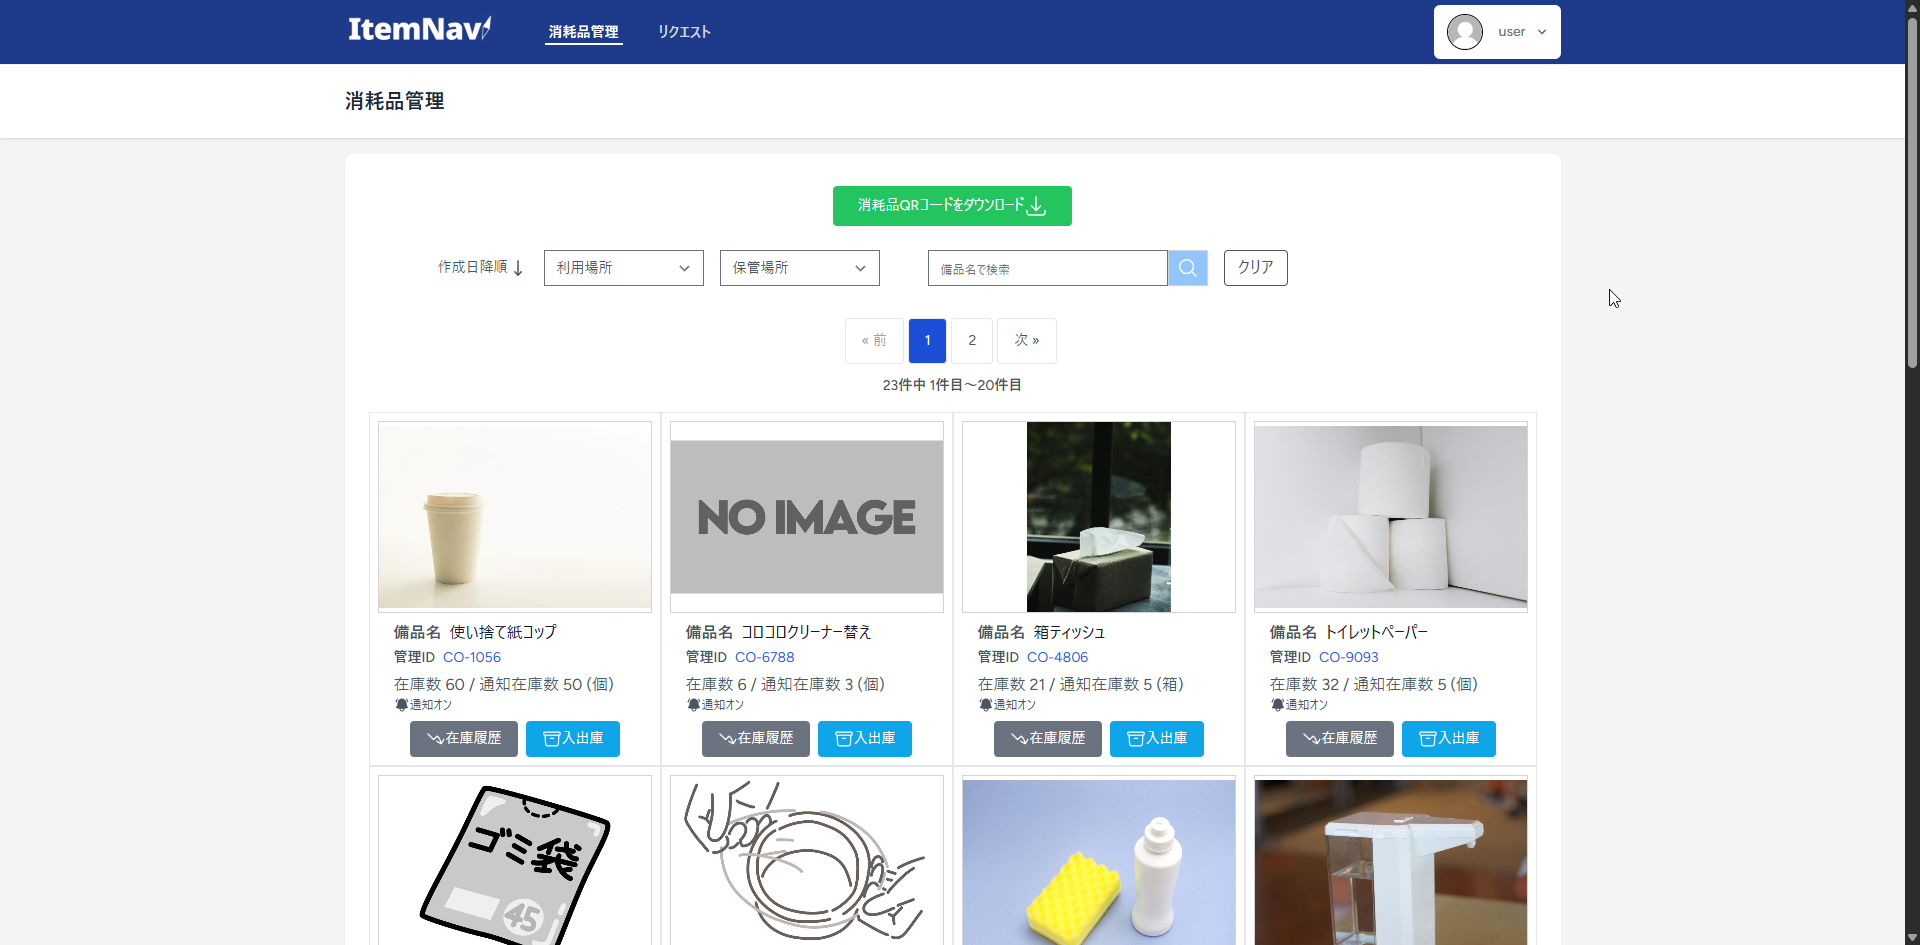 ItemNavi
消耗品管理
リクエスト
user
消耗品管理
消耗品QRコードをダウンロード
作成日降順
利用場所
保管場所
備品名で検索
クリア
« 前
1
2
次 »
23件中 1件目～20件目
NO IMAGE
備品名 使い捨て紙コップ
管理ID CO-1056
在庫数 60 / 通知在庫数 50 (個)
通知オン
在庫履歴
入出庫
備品名 コロコロクリーナー替え
管理ID CO-6788
在庫数 6 / 通知在庫数 3 (個)
通知オン
在庫履歴
入出庫
備品名 箱ティッシュ
管理ID CO-4806
在庫数 21 / 通知在庫数 5 (箱)
通知オン
在庫履歴
入出庫
備品名 トイレットペーパー
管理ID CO-9093
在庫数 32 / 通知在庫数 5 (個)
通知オン
在庫履歴
入出庫
ゴミ袋
45